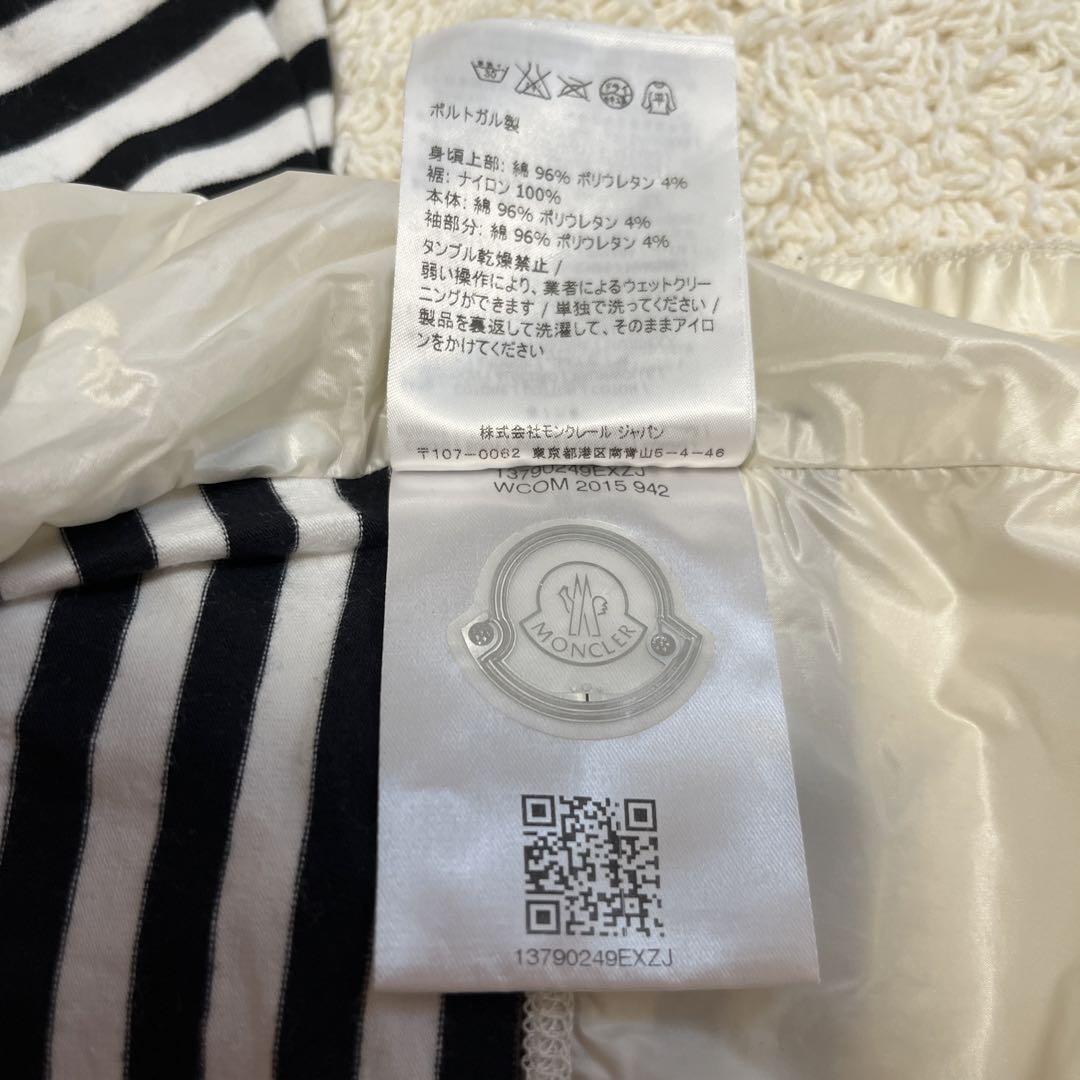 ポルトガル製
身頃上部: 綿 96% ポリウレタン 4%
裾: ナイロン 100%
本体: 綿 96% ポリウレタン 4%
袖部分: 綿 96% ポリウレタン 4%
タンブル乾燥禁止 /
弱い操作により、業者によるウェットクリー
ニングができます / 単独で洗ってください /
製品を裏返して洗濯して、そのままアイロ
ンをかけてください
株式会社モンクレール ジャパン
〒107-0062 東京都港区南青山5-4-46
13790249EXZJ
WCOM 2015 942
MONCLER
13790249EXZJ